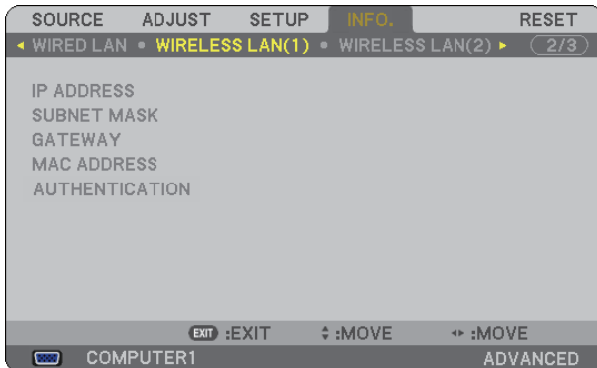 SOURCE ADJUST SETUP INFO. RESET
WIRED LAN • WIRELESS LAN(1) • WIRELESS LAN(2) 2/3
IP ADDRESS
SUBNET MASK
GATEWAY
MAC ADDRESS
AUTHENTICATION
EXIT :EXIT :MOVE :MOVE
COMPUTER1 ADVANCED